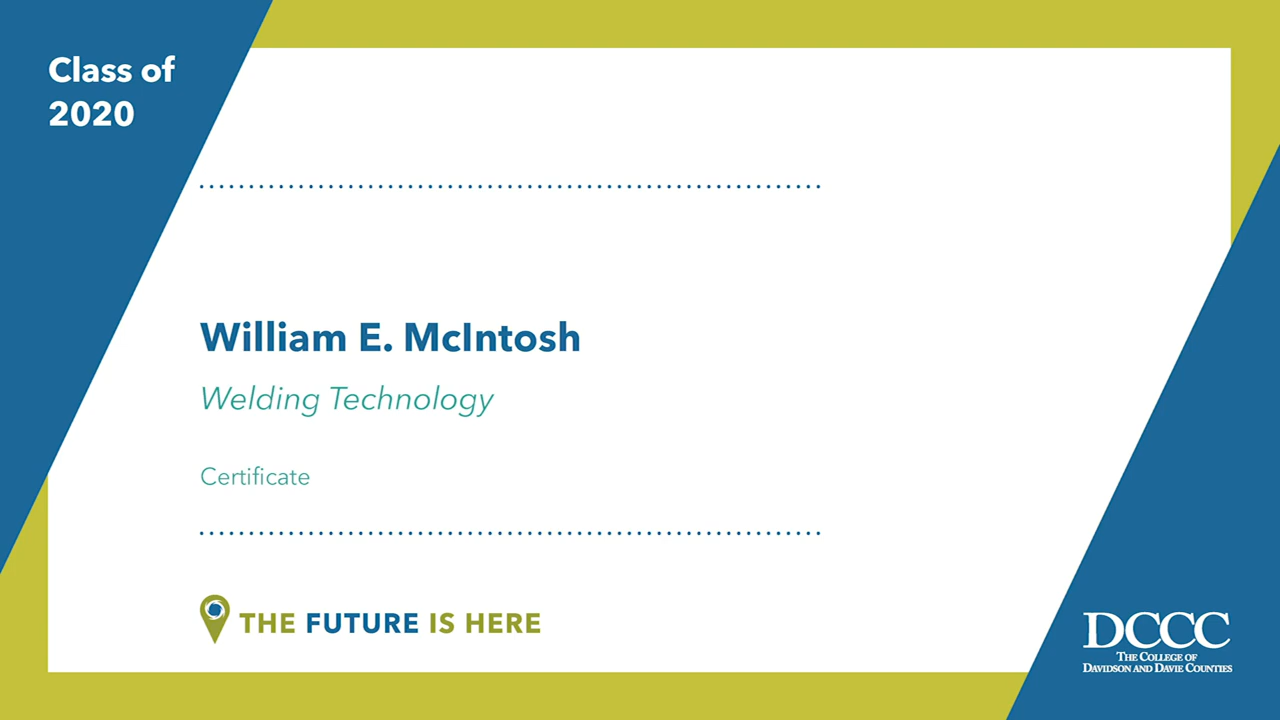 Class of
2020
William E. McIntosh
Welding Technology
Certificate
THE FUTURE IS HERE
DCCC
THE COLLEGE OF
DAVIDSON AND DAVIE COUNTIES